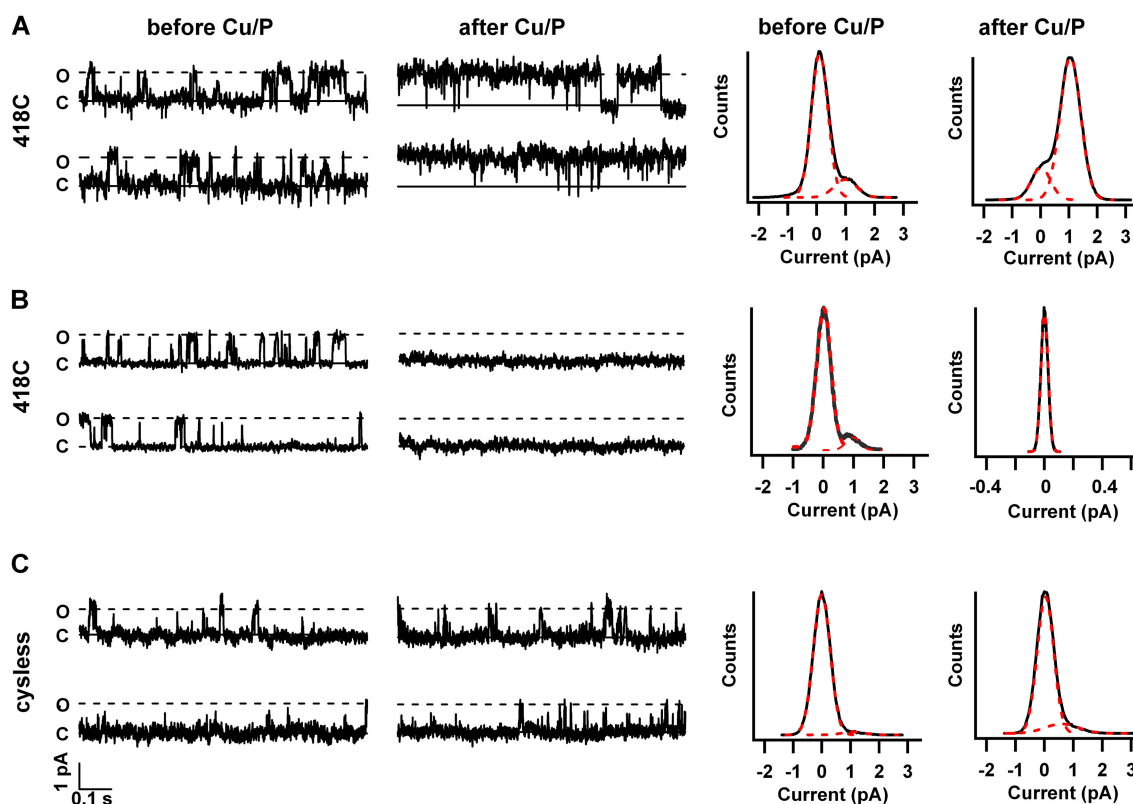 A before Cu/P after Cu/P before Cu/P after Cu/P
418C
O
C
O
C
Counts
-2 -1 0 1 2 3
Current (pA)
Counts
-2 -1 0 1 2 3
Current (pA)
B
418C
O
C
O
C
Counts
-2 -1 0 1 2 3
Current (pA)
Counts
-0.4 0 0.4
Current (pA)
C
cysless
O
C
O
C
1 pA
0.1 s
Counts
-2 -1 0 1 2 3
Current (pA)
Counts
-2 -1 0 1 2 3
Current (pA)